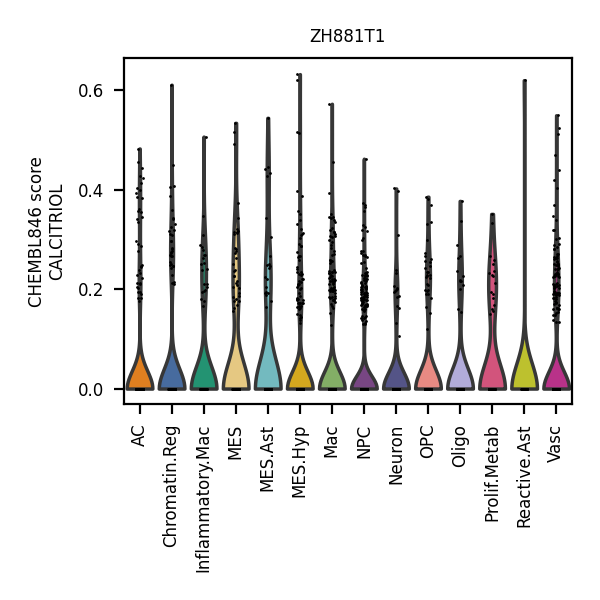 ZH881T1
CHEMBL846 score
CALCITRIOL
0.6
0.4
0.2
0.0
AC
Chromatin.Reg
Inflammatory.Mac
MES
MES.Ast
MES.Hyp
Mac
NPC
Neuron
OPC
Oligo
Prolif.Metab
Reactive.Ast
Vasc